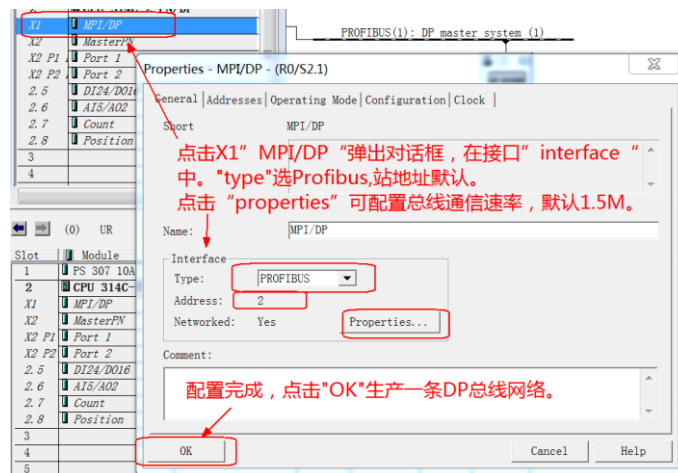 X1 MPI/DP
X2 MasterPN
X2 P1 Port 1
X2 P2 Port 2
2.5 DI24/DO16
2.6 AI5/AO2
2.7 Count
2.8 Position
3
4
PROFIBUS(1): DP master system (1)
Properties - MPI/DP - (R0/S2.1)
General Addresses Operating Mode Configuration Clock
Short MPI/DP
点击X1”MPI/DP“弹出对话框，在接口”interface“
中。"type"选Profibus,站地址默认。
点击“properties”可配置总线通信速率，默认1.5M。
Name: MPI/DP
Interface
Type: PROFIBUS
Address: 2
Networked: Yes Properties...
Comment:
配置完成，点击"OK"生产一条DP总线网络。
OK Cancel Help
(0) UR
Slot Module
1 PS 307 10A
2 CPU 314C-
X1 MPI/DP
X2 MasterPN
X2 P1 Port 1
X2 P2 Port 2
2.5 DI24/DO16
2.6 AI5/AO2
2.7 Count
2.8 Position
3
4
5